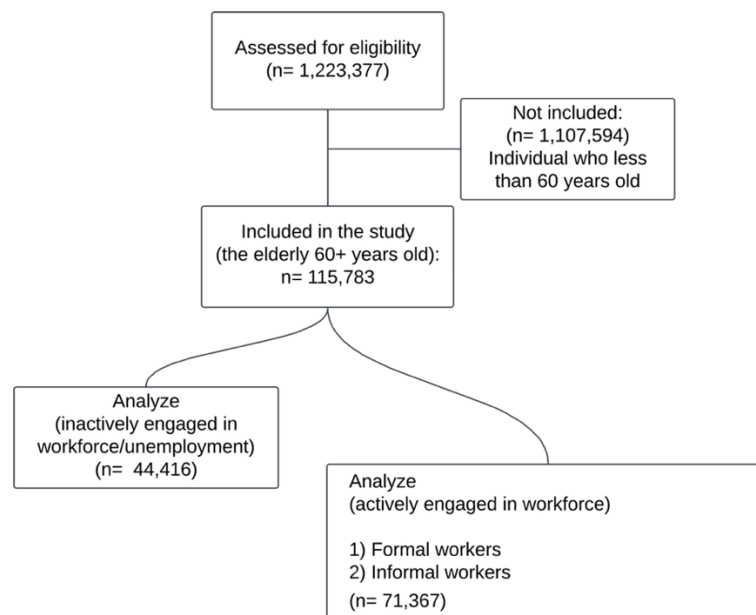 Assessed for eligibility
(n= 1,223,377)
Not included:
(n= 1,107,594)
Individual who less
than 60 years old
Included in the study
(the elderly 60+ years old):
n= 115,783
Analyze
(inactively engaged in
workforce/unemployment)
(n=  44,416)
Analyze
(actively engaged in workforce)
1) Formal workers
2) Informal workers
(n= 71,367)